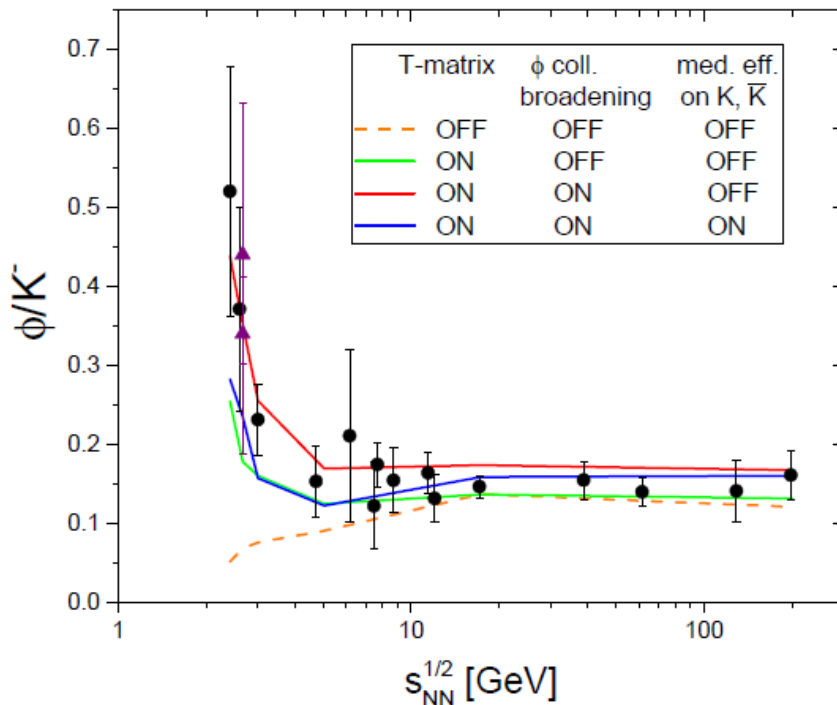 T-matrix ϕ coll. med. eff.
broadening on K, K̅
OFF OFF OFF
ON OFF OFF
ON ON OFF
ON ON ON
ϕ/K⁻
0.7
0.6
0.5
0.4
0.3
0.2
0.1
0.0
1 10 100
s_NN^1/2 [GeV]